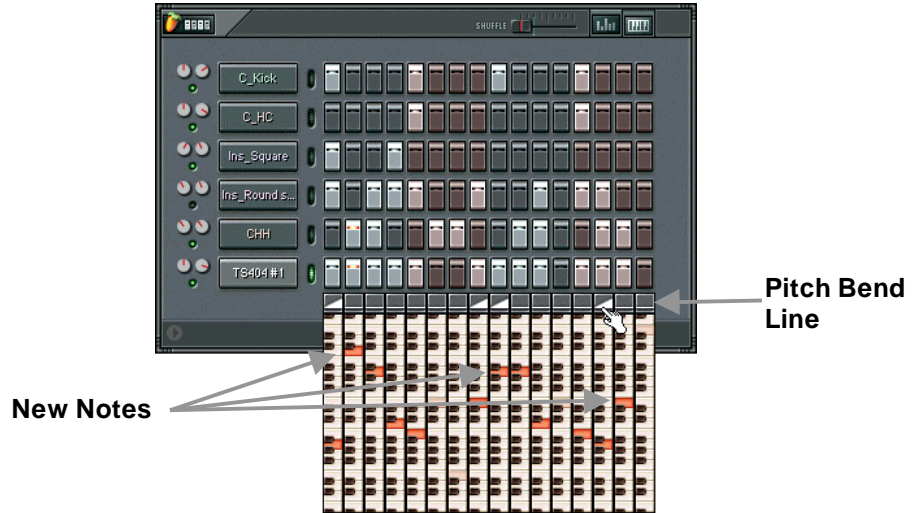 SHUFFLE
C_Kick
C_HC
Ins_Square
Ins_Round s...
CHH
TS404 #1
Pitch Bend
Line
New Notes